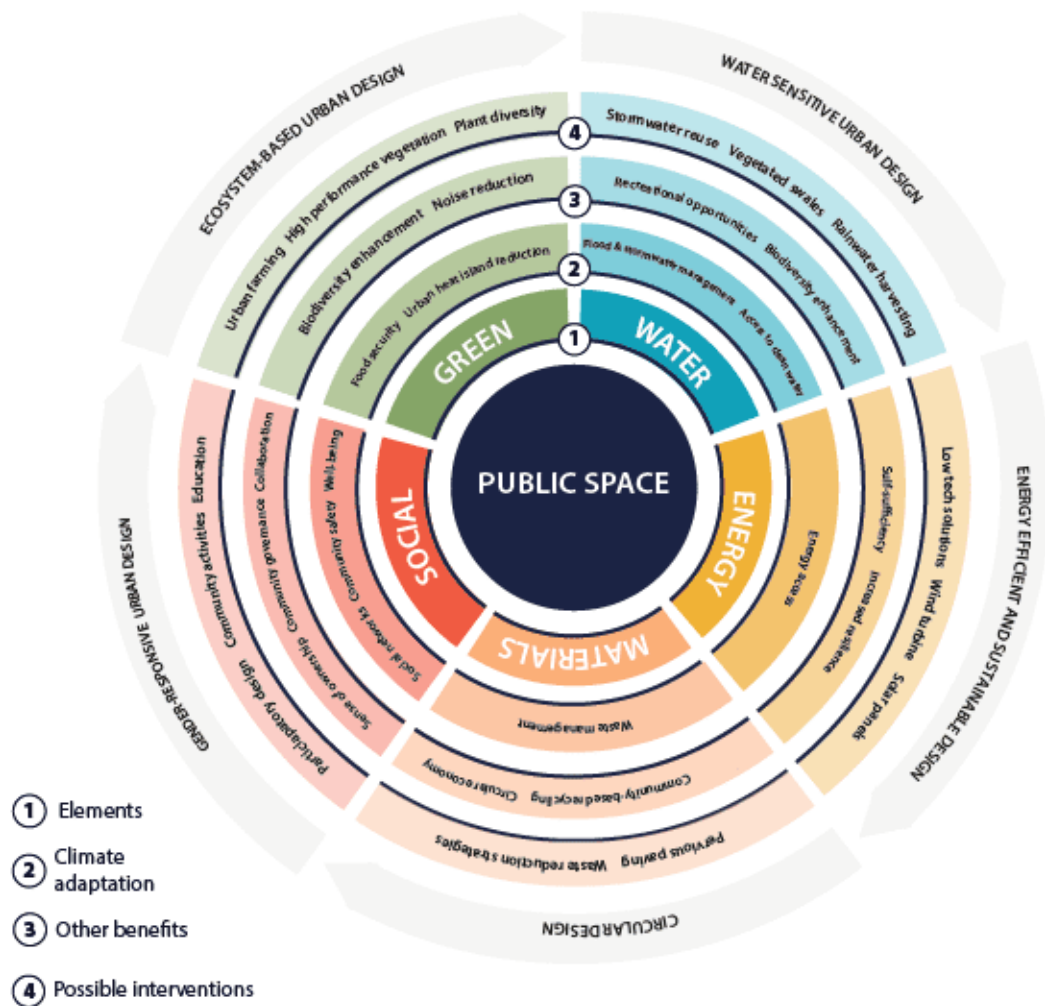 ECOSYSTEM-BASED URBAN DESIGN
WATER SENSITIVE URBAN DESIGN
ENERGY EFFICIENT AND SUSTAINABLE DESIGN
CIRCULAR DESIGN
GENDER-RESPONSIVE URBAN DESIGN
Urban farming High performance vegetation Plant diversity
Biodiversity enhancement Noise reduction
Food security Urban heat island reduction
GREEN
Stormwater reuse Vegetated swales Rainwater harvesting
Recreational opportunities Biodiversity enhancement
Flood & stormwater management Access to clean water
WATER
4
3
2
1
PUBLIC SPACE
ENERGY
Energy access
Self-sufficiency increased resilience
Low tech solutions Wind turbine Solar panels
MATERIALS
Waste management
Community-based recycling Circular economy
Pervious paving Waste reduction strategies
SOCIAL
Social networks Community safety Well-being
Sense of ownership Community governance Collaboration
Particiapatory design Community activities Education
1 Elements
2 Climate
adaptation
3 Other benefits
4 Possible interventions